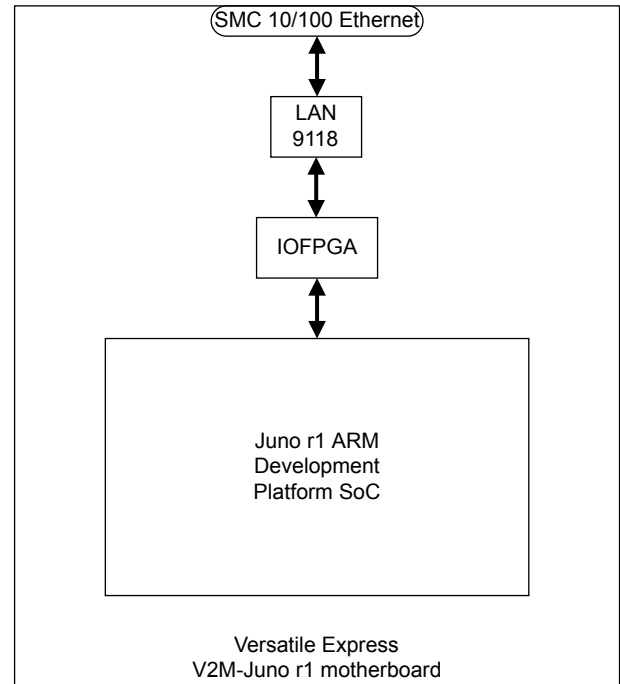 SMC 10/100 Ethernet
LAN
9118
IOFPGA
Juno r1 ARM
Development
Platform SoC
Versatile Express
V2M-Juno r1 motherboard